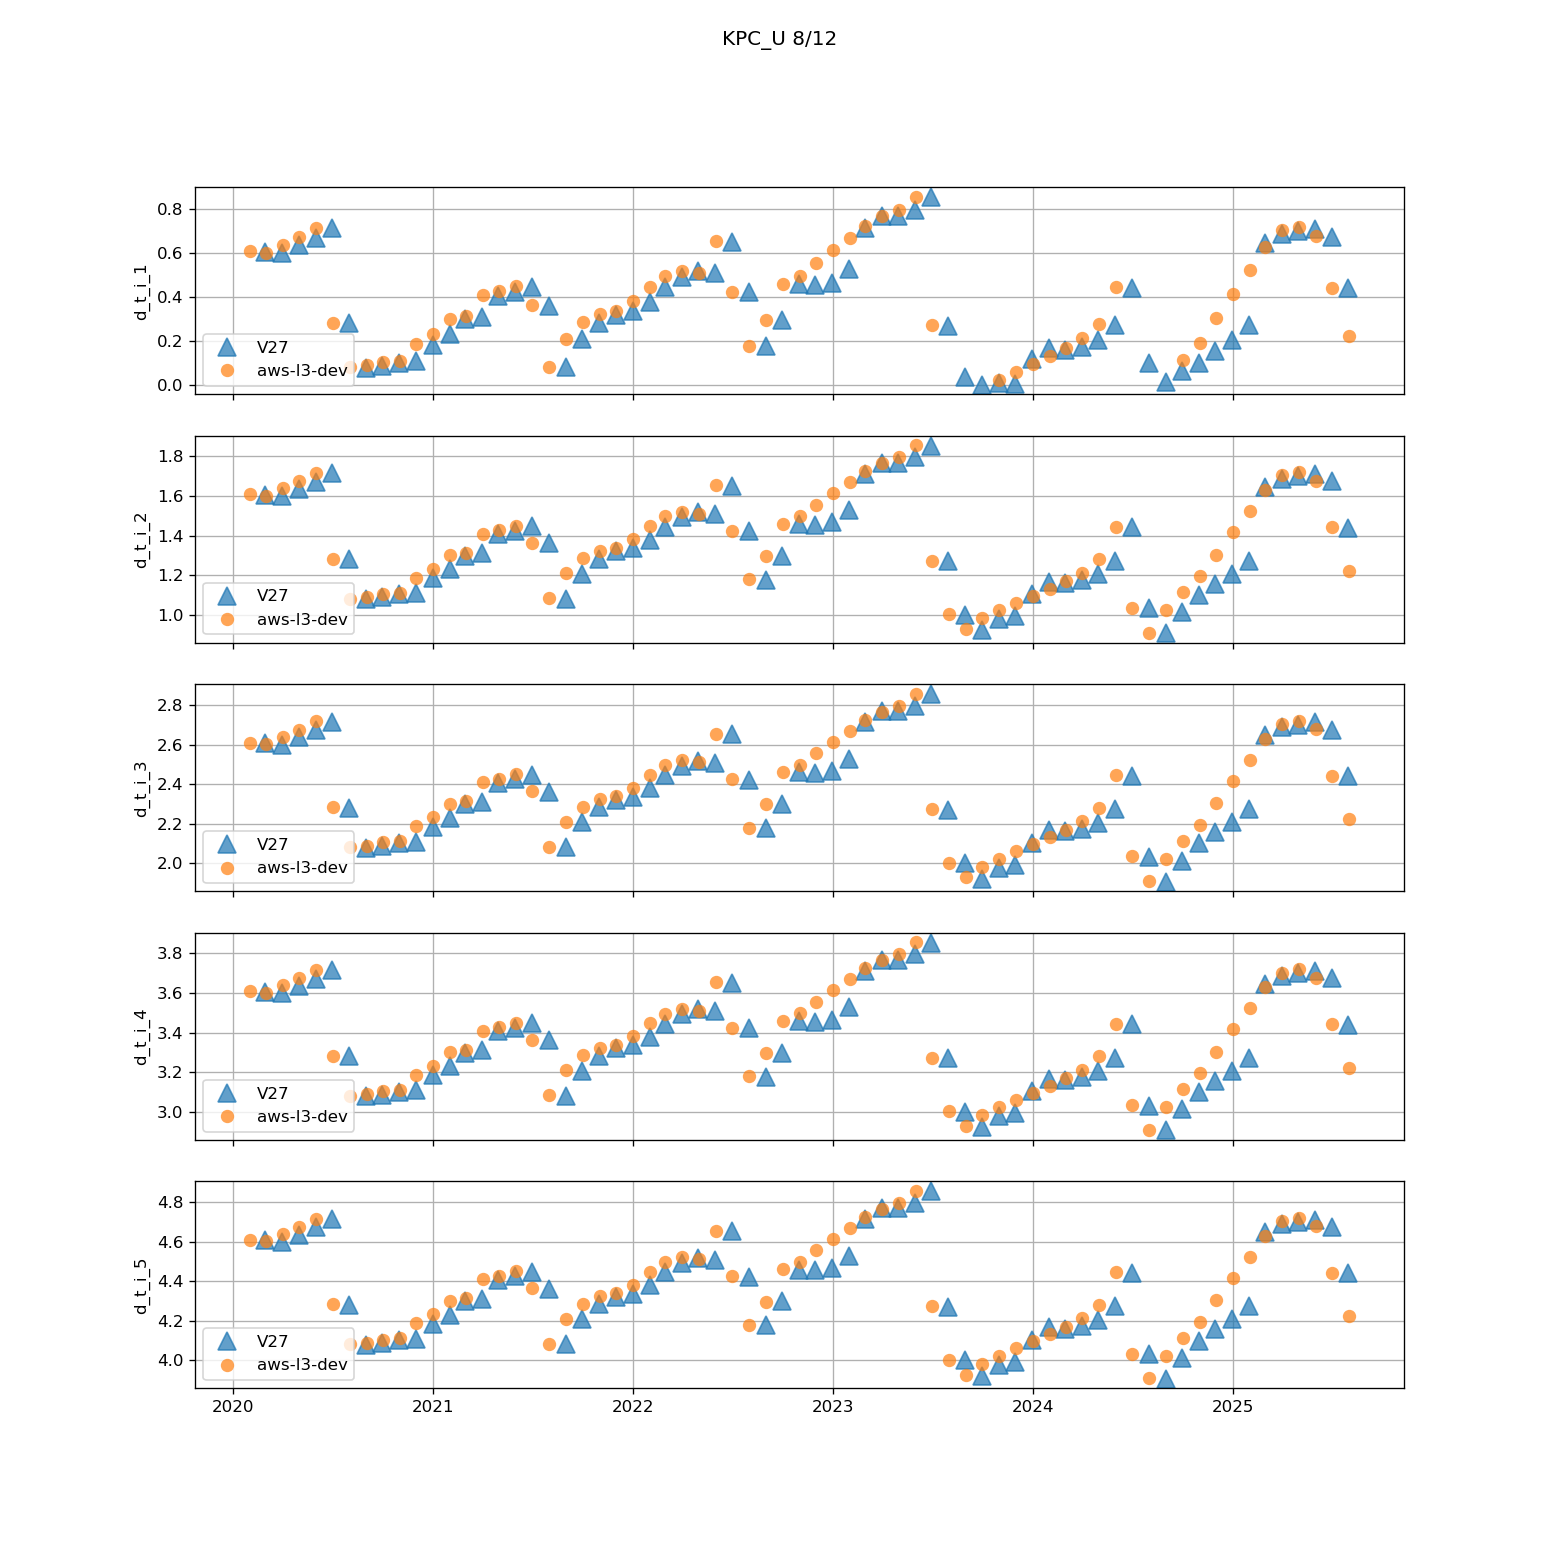 KPC_U 8/12
d_t_i_1
0.8
0.6
0.4
0.2
0.0
V27
aws-l3-dev
d_t_i_2
1.8
1.6
1.4
1.2
1.0
V27
aws-l3-dev
d_t_i_3
2.8
2.6
2.4
2.2
2.0
V27
aws-l3-dev
d_t_i_4
3.8
3.6
3.4
3.2
3.0
V27
aws-l3-dev
d_t_i_5
4.8
4.6
4.4
4.2
4.0
V27
aws-l3-dev
2020 2021 2022 2023 2024 2025